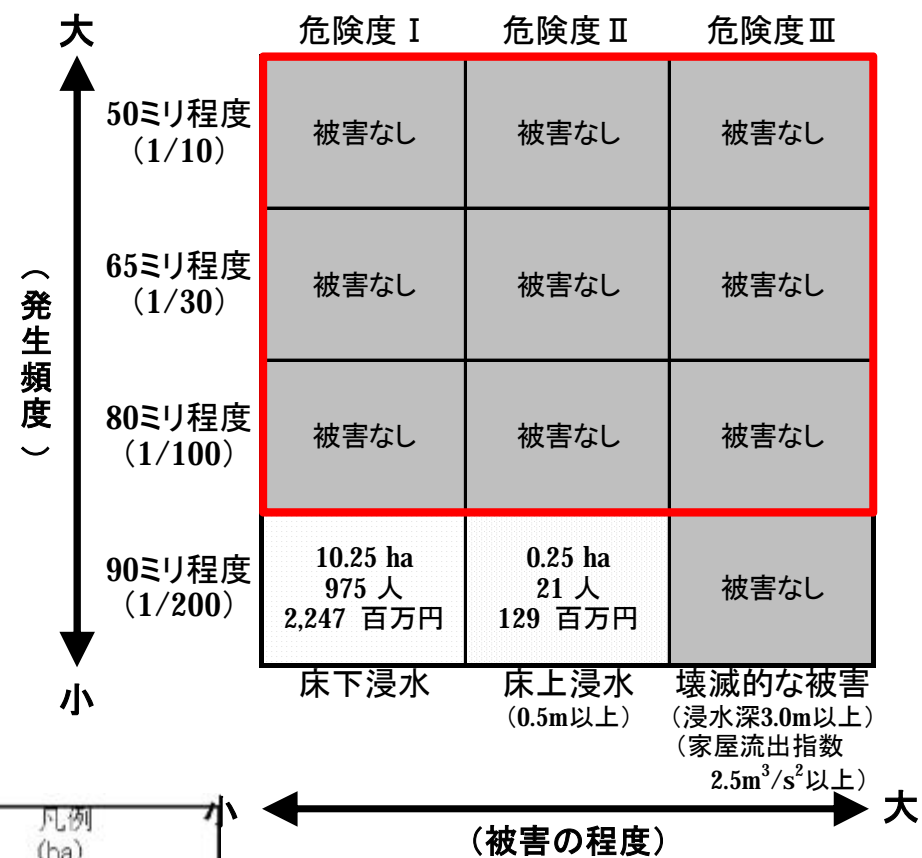 大
危険度Ⅰ 危険度Ⅱ 危険度Ⅲ
50ミリ程度
（1/10）
被害なし 被害なし 被害なし
（発生頻度）
65ミリ程度
（1/30）
被害なし 被害なし 被害なし
80ミリ程度
（1/100）
被害なし 被害なし 被害なし
90ミリ程度
（1/200）
10.25 ha
975 人
2,247 百万円
0.25 ha
21 人
129 百万円
被害なし
小
床下浸水
床上浸水
（0.5m以上）
壊滅的な被害
（浸水深3.0m以上）
（家屋流出指数
2.5m³/s²以上）
小
大
（被害の程度）
凡例
(ha)